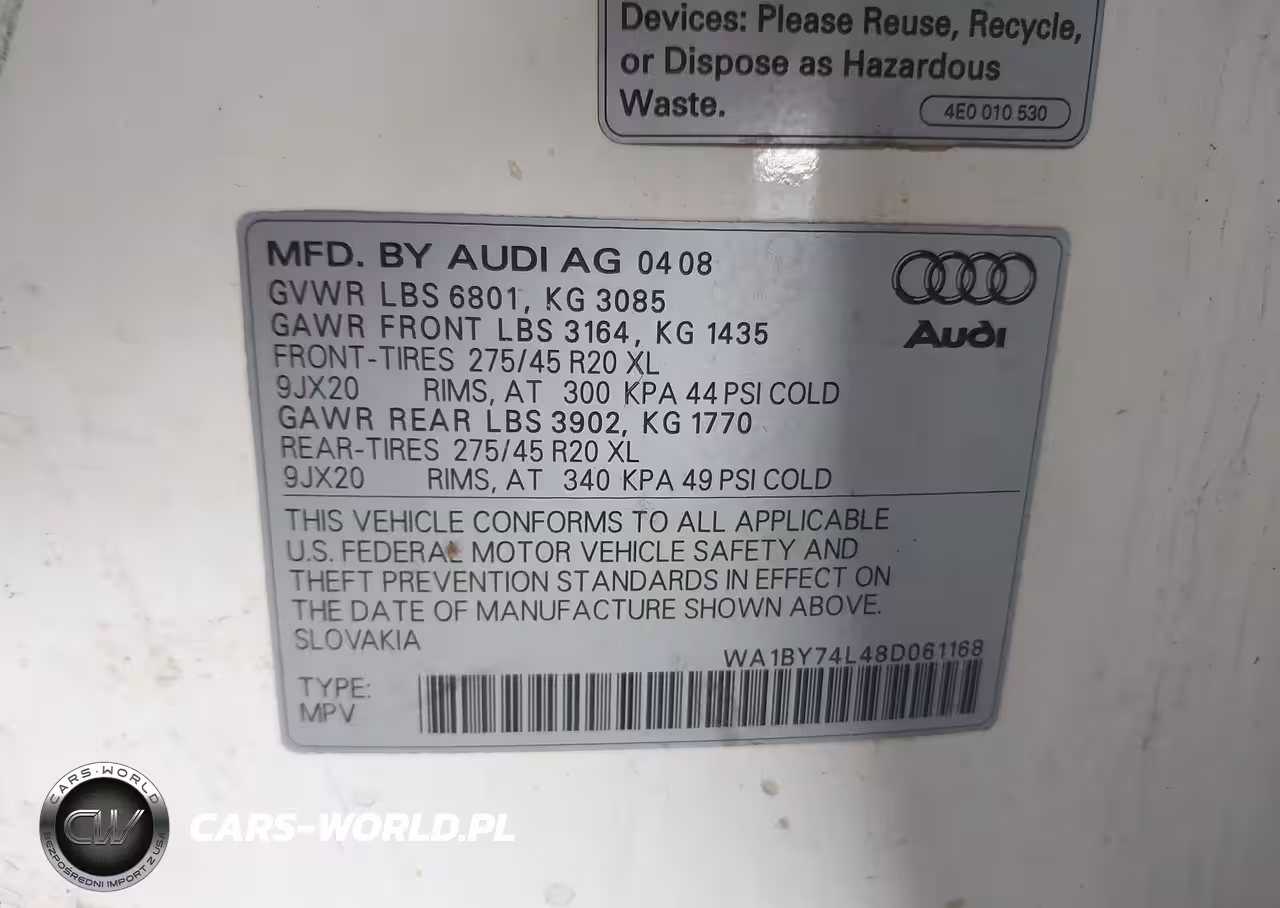 Devices: Please Reuse, Recycle,
or Dispose as Hazardous
Waste.
4E0 010 530
MFD. BY AUDI AG 04 08
GVWR LBS 6801, KG 3085
GAWR FRONT LBS 3164, KG 1435
FRONT-TIRES 275/45 R20 XL
9JX20 RIMS, AT 300 KPA 44 PSI COLD
GAWR REAR LBS 3902, KG 1770
REAR-TIRES 275/45 R20 XL
9JX20 RIMS, AT 340 KPA 49 PSI COLD
Audi
THIS VEHICLE CONFORMS TO ALL APPLICABLE
U.S. FEDERAL MOTOR VEHICLE SAFETY AND
THEFT PREVENTION STANDARDS IN EFFECT ON
THE DATE OF MANUFACTURE SHOWN ABOVE.
SLOVAKIA
WA1BY74L48D061168
TYPE:
MPV
CARS-WORLD
CW
BEZPOŚREDNI IMPORT Z USA
CARS-WORLD.PL